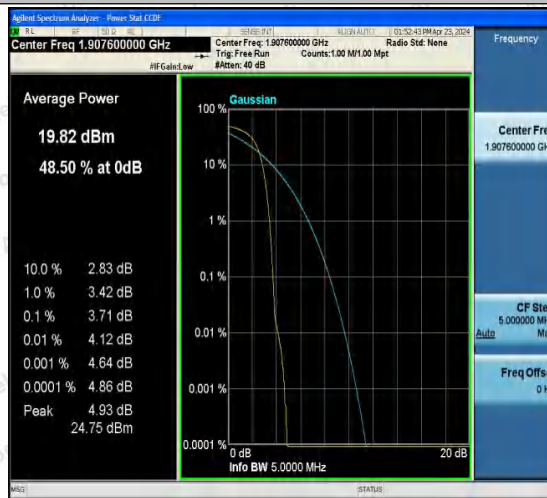 Agilent Spectrum Analyzer - Power Stat CCDF
RL RF 50 Ω AC SENSE:INT ALIGN AUTO 01:52:43 PM Apr 23, 2024
Center Freq 1.907600000 GHz
Center Freq: 1.907600000 GHz
Radio Std: None
Trig: Free Run
Counts:1.00 M/1.00 Mpt
#IFGain:Low
#Atten: 40 dB
Frequency
Average Power
19.82 dBm
48.50 % at 0dB
10.0 % 2.83 dB
1.0 % 3.42 dB
0.1 % 3.71 dB
0.01 % 4.12 dB
0.001 % 4.64 dB
0.0001 % 4.86 dB
Peak 4.93 dB
24.75 dBm
Gaussian
100 %
10 %
1 %
0.1 %
0.01 %
0.001 %
0.0001 %
0 dB
20 dB
Info BW 5.0000 MHz
Center Fre
1.907600000 GH
CF Ste
5.000000 MH
Auto
Freq Offs
0 H
MSG
STATUS